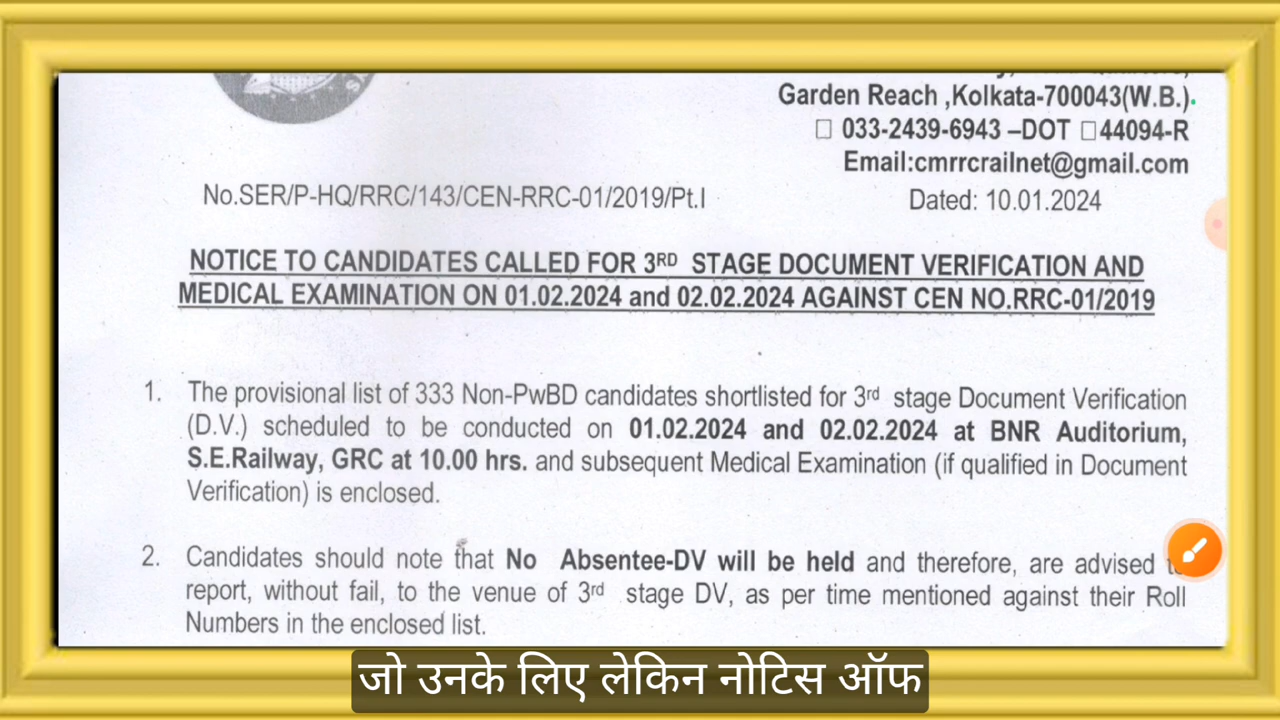 Garden Reach ,Kolkata-700043(W.B.).
033-2439-6943 –DOT 44094-R
Email:cmrrcrailnet@gmail.com
No.SER/P-HQ/RRC/143/CEN-RRC-01/2019/Pt.I
Dated: 10.01.2024
NOTICE TO CANDIDATES CALLED FOR 3RD STAGE DOCUMENT VERIFICATION AND
MEDICAL EXAMINATION ON 01.02.2024 and 02.02.2024 AGAINST CEN NO.RRC-01/2019
1. The provisional list of 333 Non-PwBD candidates shortlisted for 3rd stage Document Verification
(D.V.) scheduled to be conducted on 01.02.2024 and 02.02.2024 at BNR Auditorium,
S.E.Railway, GRC at 10.00 hrs. and subsequent Medical Examination (if qualified in Document
Verification) is enclosed.
2. Candidates should note that No Absentee-DV will be held and therefore, are advised
report, without fail, to the venue of 3rd stage DV, as per time mentioned against their Roll
Numbers in the enclosed list.
जो उनके लिए लेकिन नोटिस ऑफ